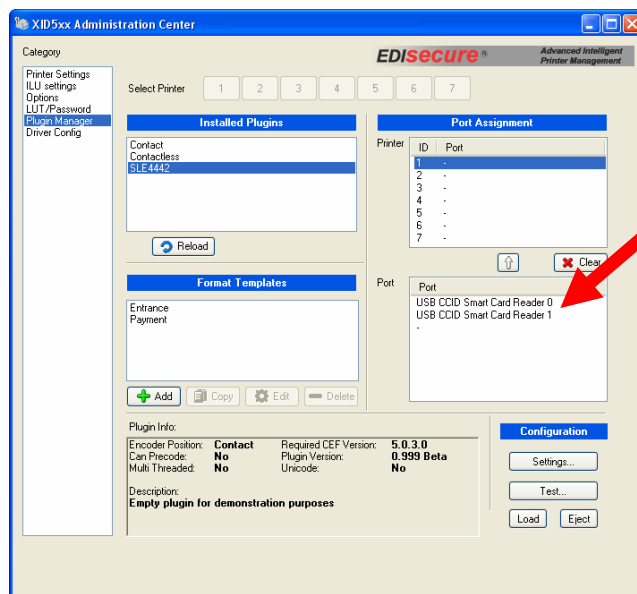 XID5xx Administration Center
Category
EDIsecure ®
Advanced Intelligent
Printer Management
Printer Settings
ILU settings
Options
LUT/Password
Plugin Manager
Driver Config
Select Printer 1 2 3 4 5 6 7
Installed Plugins
Contact
Contactless
SLE4442
Reload
Port Assignment
Printer
ID Port
1 -
2 -
3 -
4 -
5 -
6 -
7 -
Clear
Format Templates
Entrance
Payment
Add Copy Edit Delete
Port
Port
USB CCID Smart Card Reader 0
USB CCID Smart Card Reader 1
-
Plugin Info:
Encoder Position: Contact Required CEF Version: 5.0.3.0
Can Precode: No Plugin Version: 0.999 Beta
Multi Threaded: No Unicode: No
Description:
Empty plugin for demonstration purposes
Configuration
Settings...
Test...
Load Eject